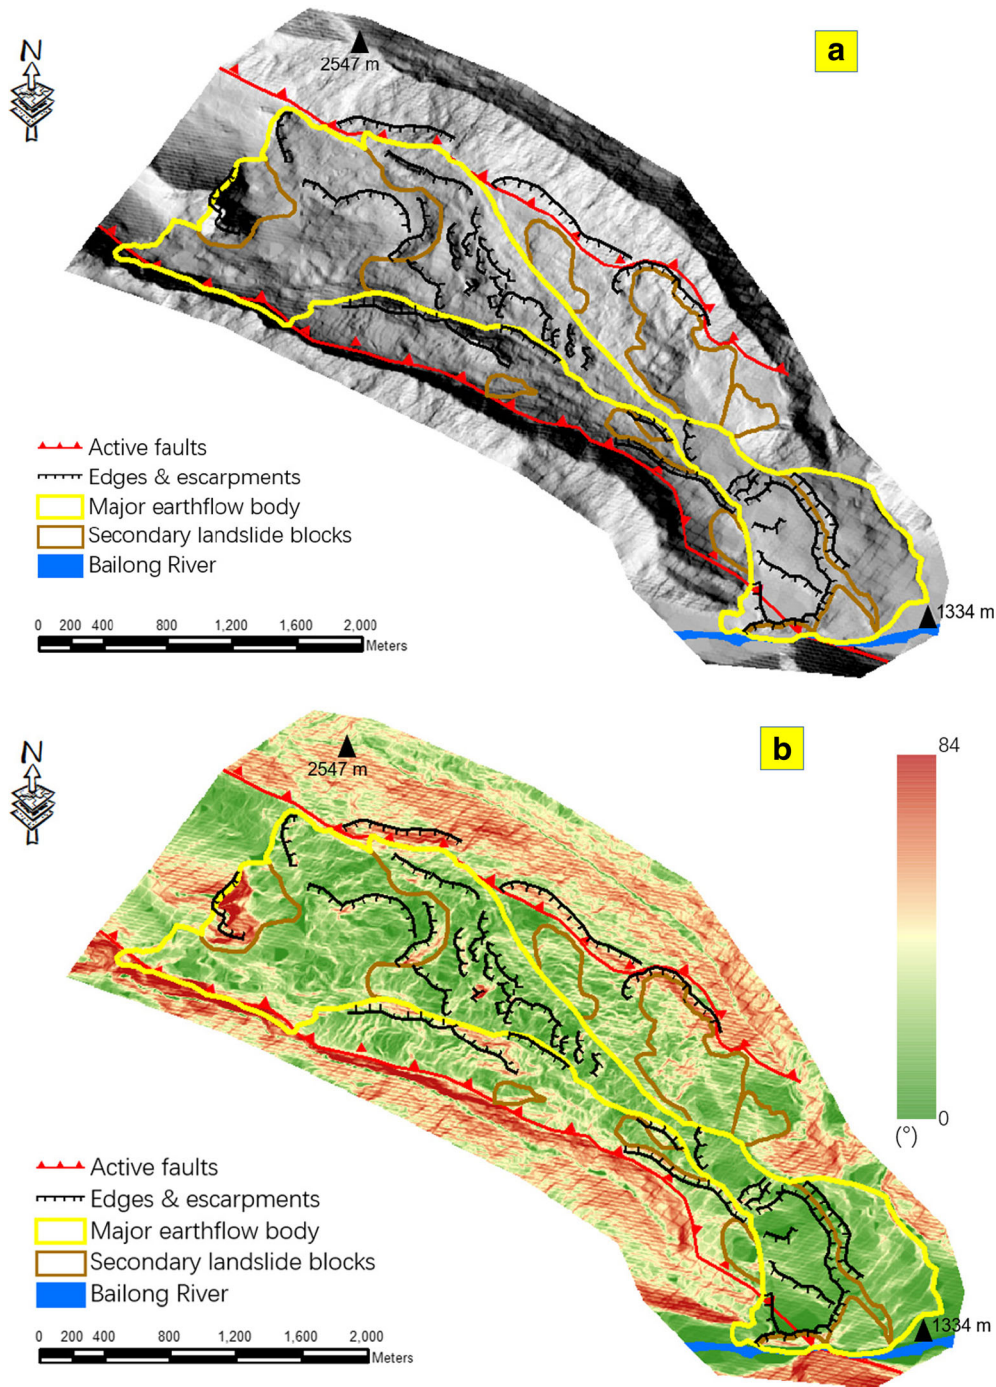 a
N
2547 m
Active faults
Edges & escarpments
Major earthflow body
Secondary landslide blocks
Bailong River
1334 m
0 200 400 800 1,200 1,600 2,000
Meters
b
N
2547 m
84
0
(°)
Active faults
Edges & escarpments
Major earthflow body
Secondary landslide blocks
Bailong River
1334 m
0 200 400 800 1,200 1,600 2,000
Meters